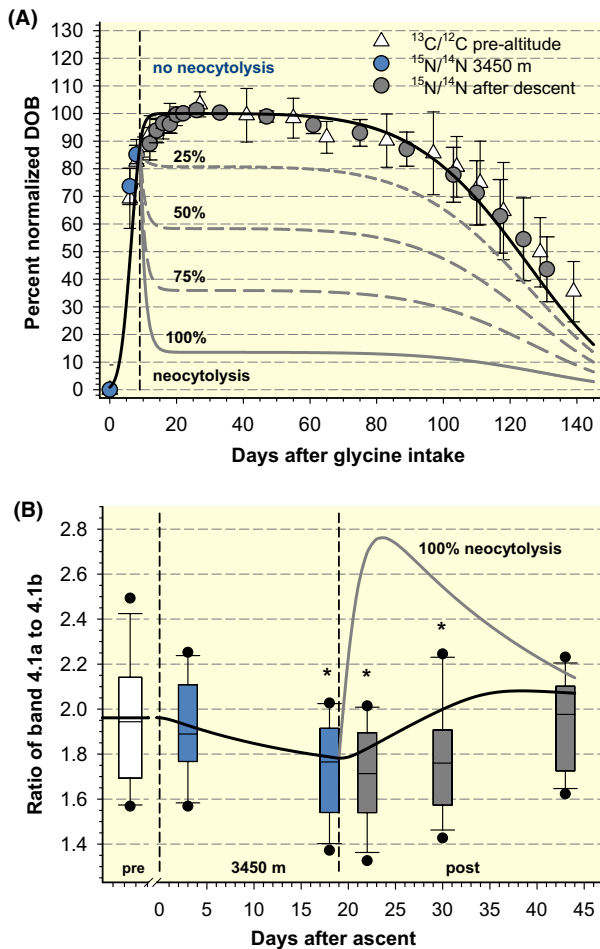 (A)
130
120
110
100
90
80
70
60
50
40
30
20
10
0
Percent normalized DOB
no neocytolysis
¹³C/¹²C pre-altitude
¹⁵N/¹⁴N 3450 m
¹⁵N/¹⁴N after descent
25%
50%
75%
100%
neocytolysis
0 20 40 60 80 100 120 140
Days after glycine intake
(B)
2.8
2.6
2.4
2.2
2.0
1.8
1.6
1.4
Ratio of band 4.1a to 4.1b
100% neocytolysis
* * *
pre 3450 m post
0 5 10 15 20 25 30 35 40 45
Days after ascent